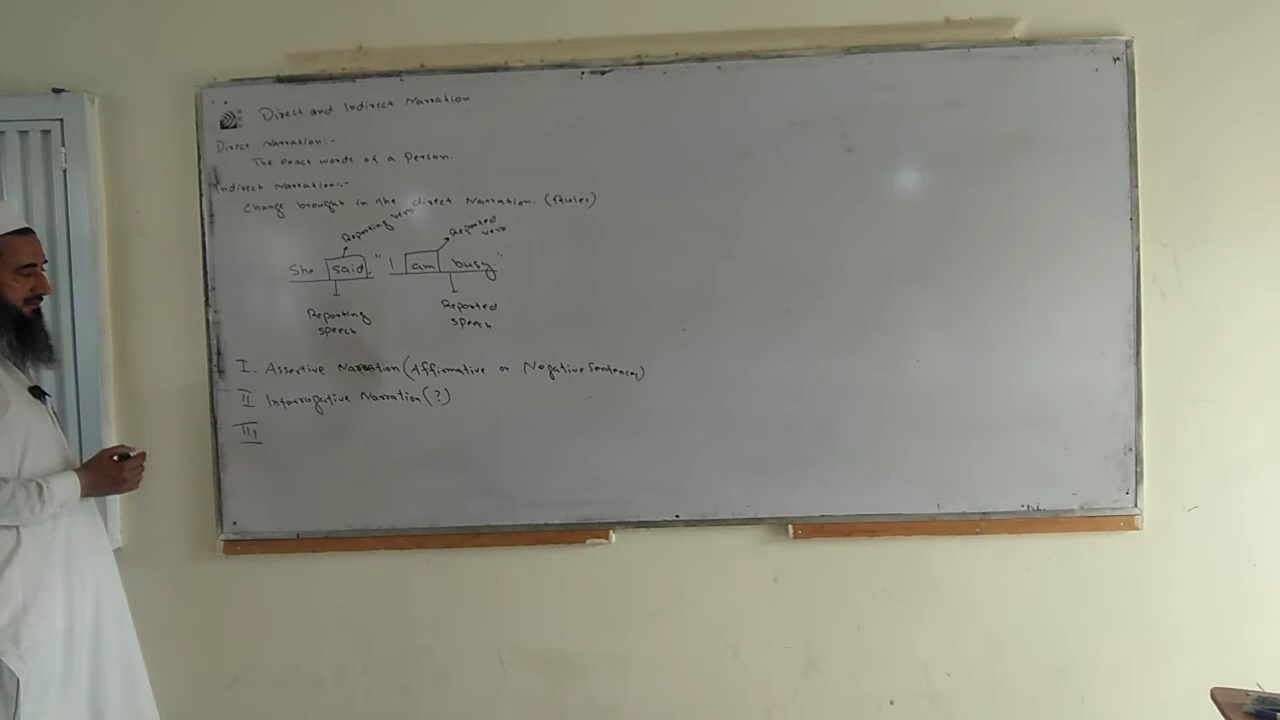 Direct and Indirect Narration
Direct Narration:-
The exact words of a Person.
Indirect Narration:-
Change brought in the direct Narration. (Rules)
Reporting verb
Reported verb
She said, "I am busy."
Reporting speech
Reported speech
I. Assertive Narration (Affirmative or Negative Sentences)
II Interrogative Narration (?)
III